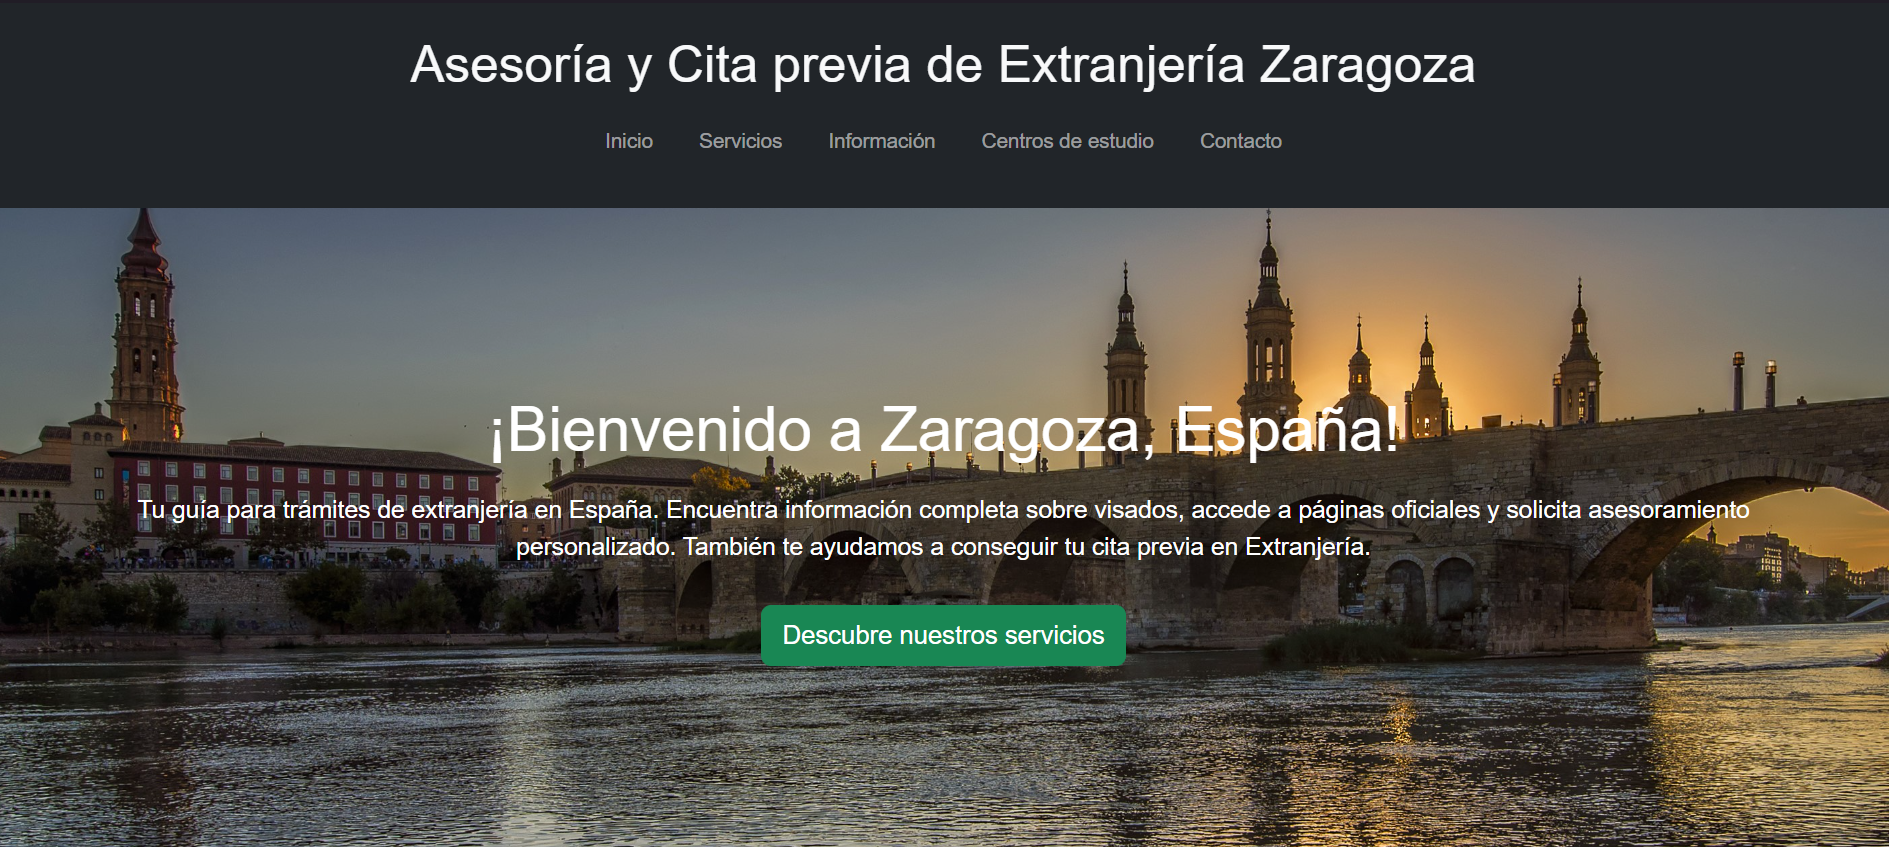 Asesoría y Cita previa de Extranjería Zaragoza
Inicio Servicios Información Centros de estudio Contacto
¡Bienvenido a Zaragoza, España!
Tu guía para trámites de extranjería en España. Encuentra información completa sobre visados, accede a páginas oficiales y solicita asesoramiento
personalizado. También te ayudamos a conseguir tu cita previa en Extranjería.
Descubre nuestros servicios